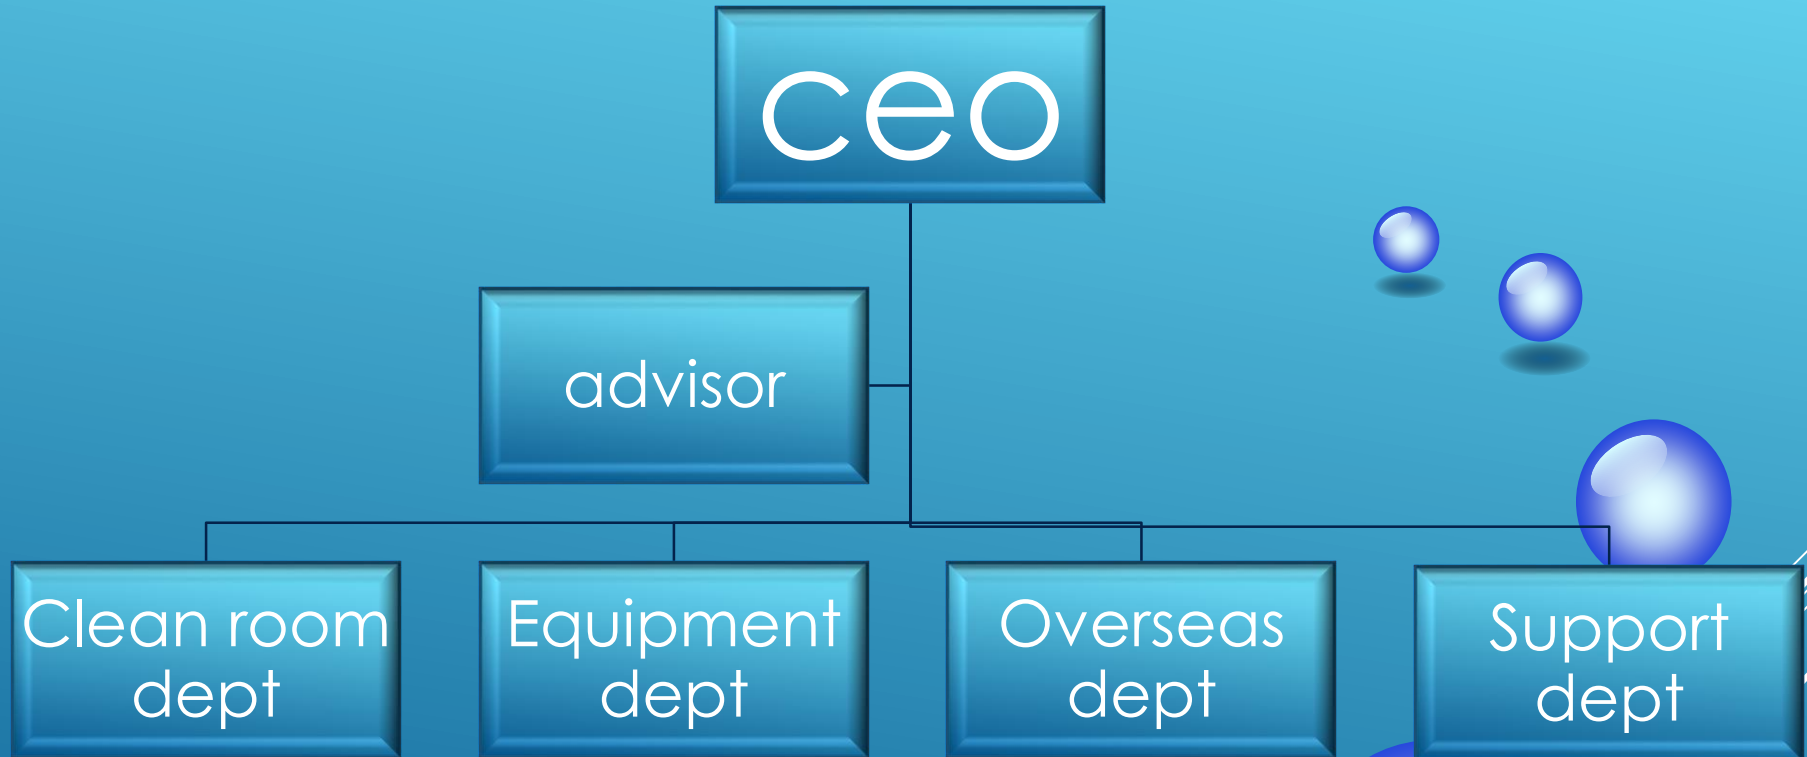 ceo
advisor
Clean room
dept
Equipment
dept
Overseas
dept
Support
dept